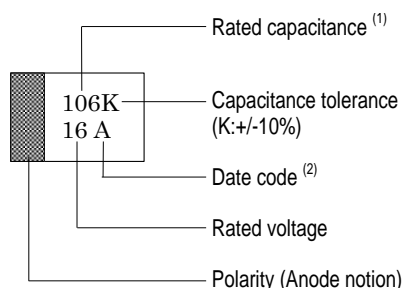 Rated capacitance (1)
106K
Capacitance tolerance
(K:+/-10%)
16 A
Date code (2)
Rated voltage
Polarity (Anode notion)